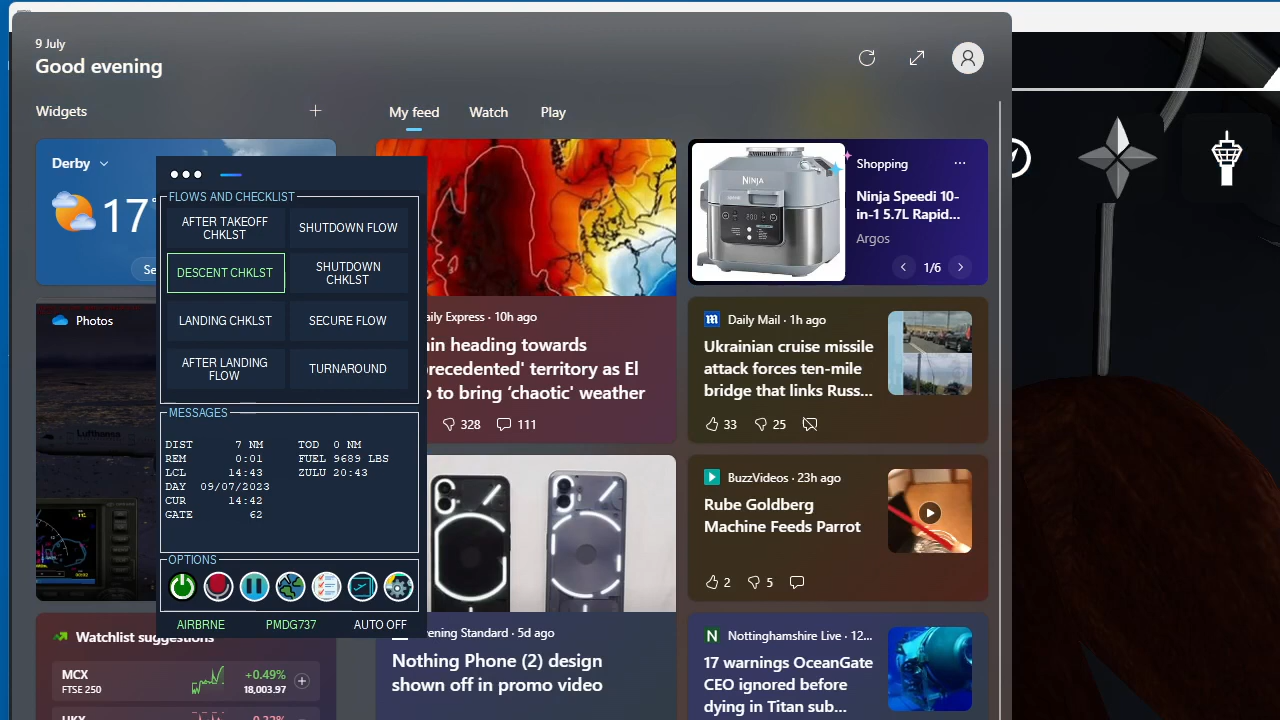 9 July
Good evening
Widgets
My feed
Watch
Play
Derby
17°
Se
FLOWS AND CHECKLIST
AFTER TAKEOFF
CHKLST
SHUTDOWN FLOW
DESCENT CHKLST
SHUTDOWN
CHKLST
LANDING CHKLST
SECURE FLOW
AFTER LANDING
FLOW
TURNAROUND
MESSAGES
DIST 7 NM TOD 0 NM
REM 0:01 FUEL 9689 LBS
LCL 14:43 ZULU 20:43
DAY 09/07/2023
CUR 14:42
GATE 62
OPTIONS
AIRBRNE
PMDG737
AUTO OFF
Photos
Lufthansa
Watchlist suggestions
MCX
FTSE 250
+0.49%
18,003.97
aily Express · 10h ago
in heading towards
precedented' territory as El
to bring ‘chaotic’ weather
328
111
NINJA
Shopping
Ninja Speedi 10-
in-1 5.7L Rapid...
Argos
1/6
Daily Mail · 1h ago
Ukrainian cruise missile
attack forces ten-mile
bridge that links Russ...
33
25
BuzzVideos · 23h ago
Rube Goldberg
Machine Feeds Parrot
2
5
vening Standard · 5d ago
Nothing Phone (2) design
shown off in promo video
Nottinghamshire Live · 12...
17 warnings OceanGate
CEO ignored before
dying in Titan sub...